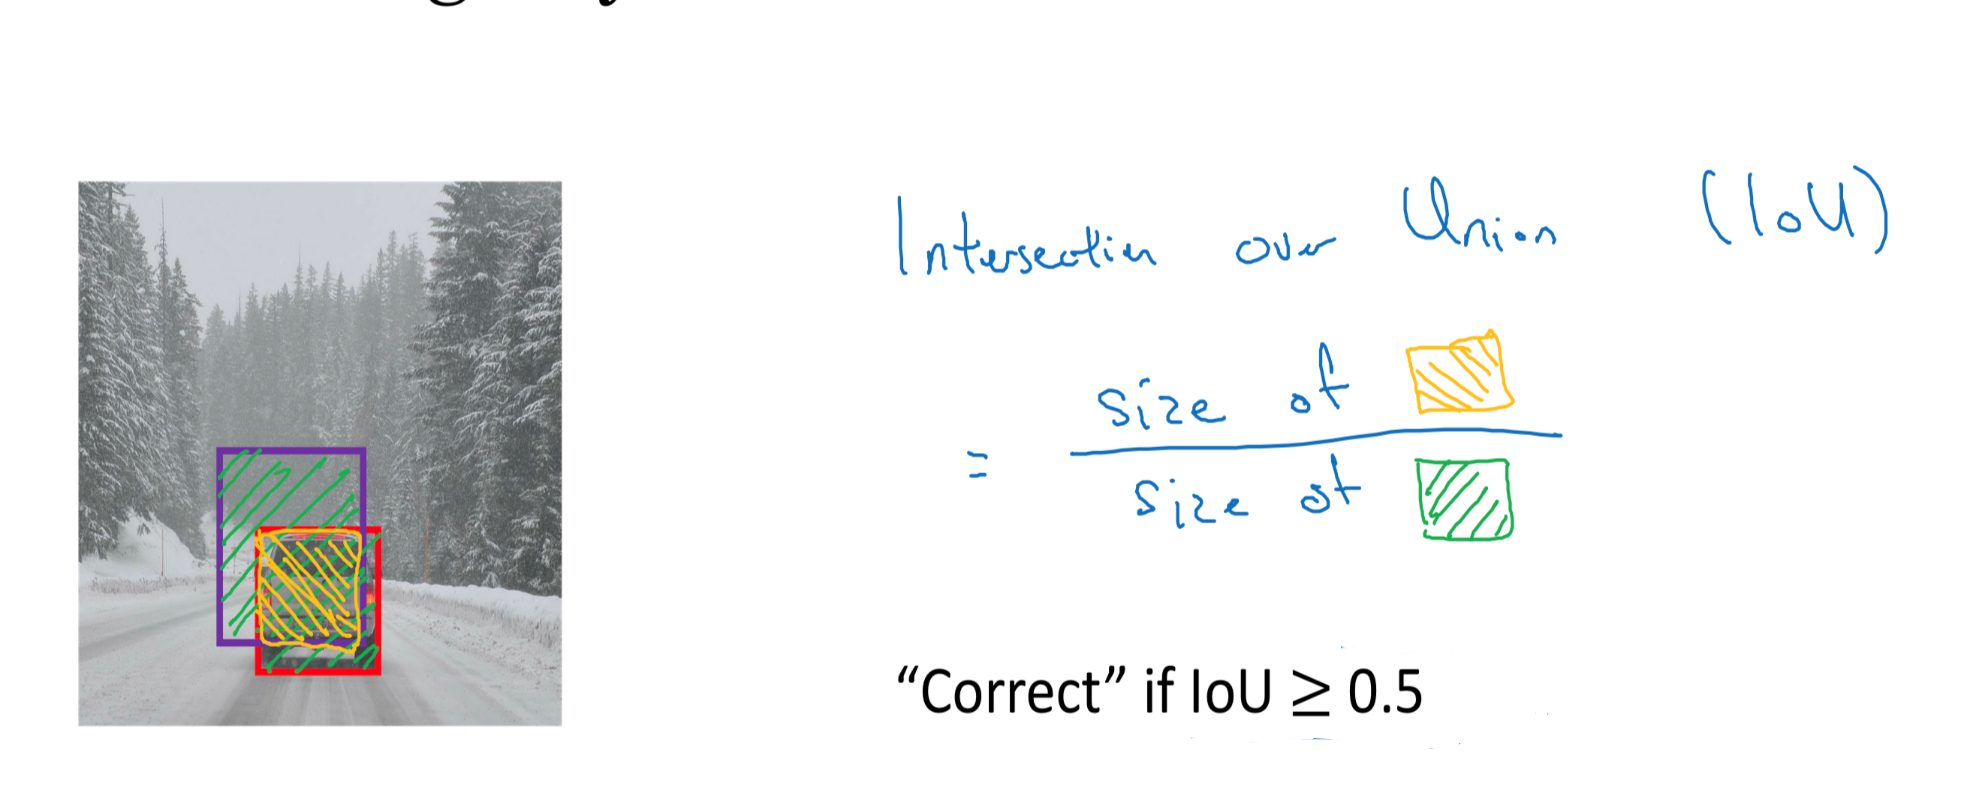 Intersection over Union (IoU)
size of
=
size of
“Correct” if IoU ≥ 0.5